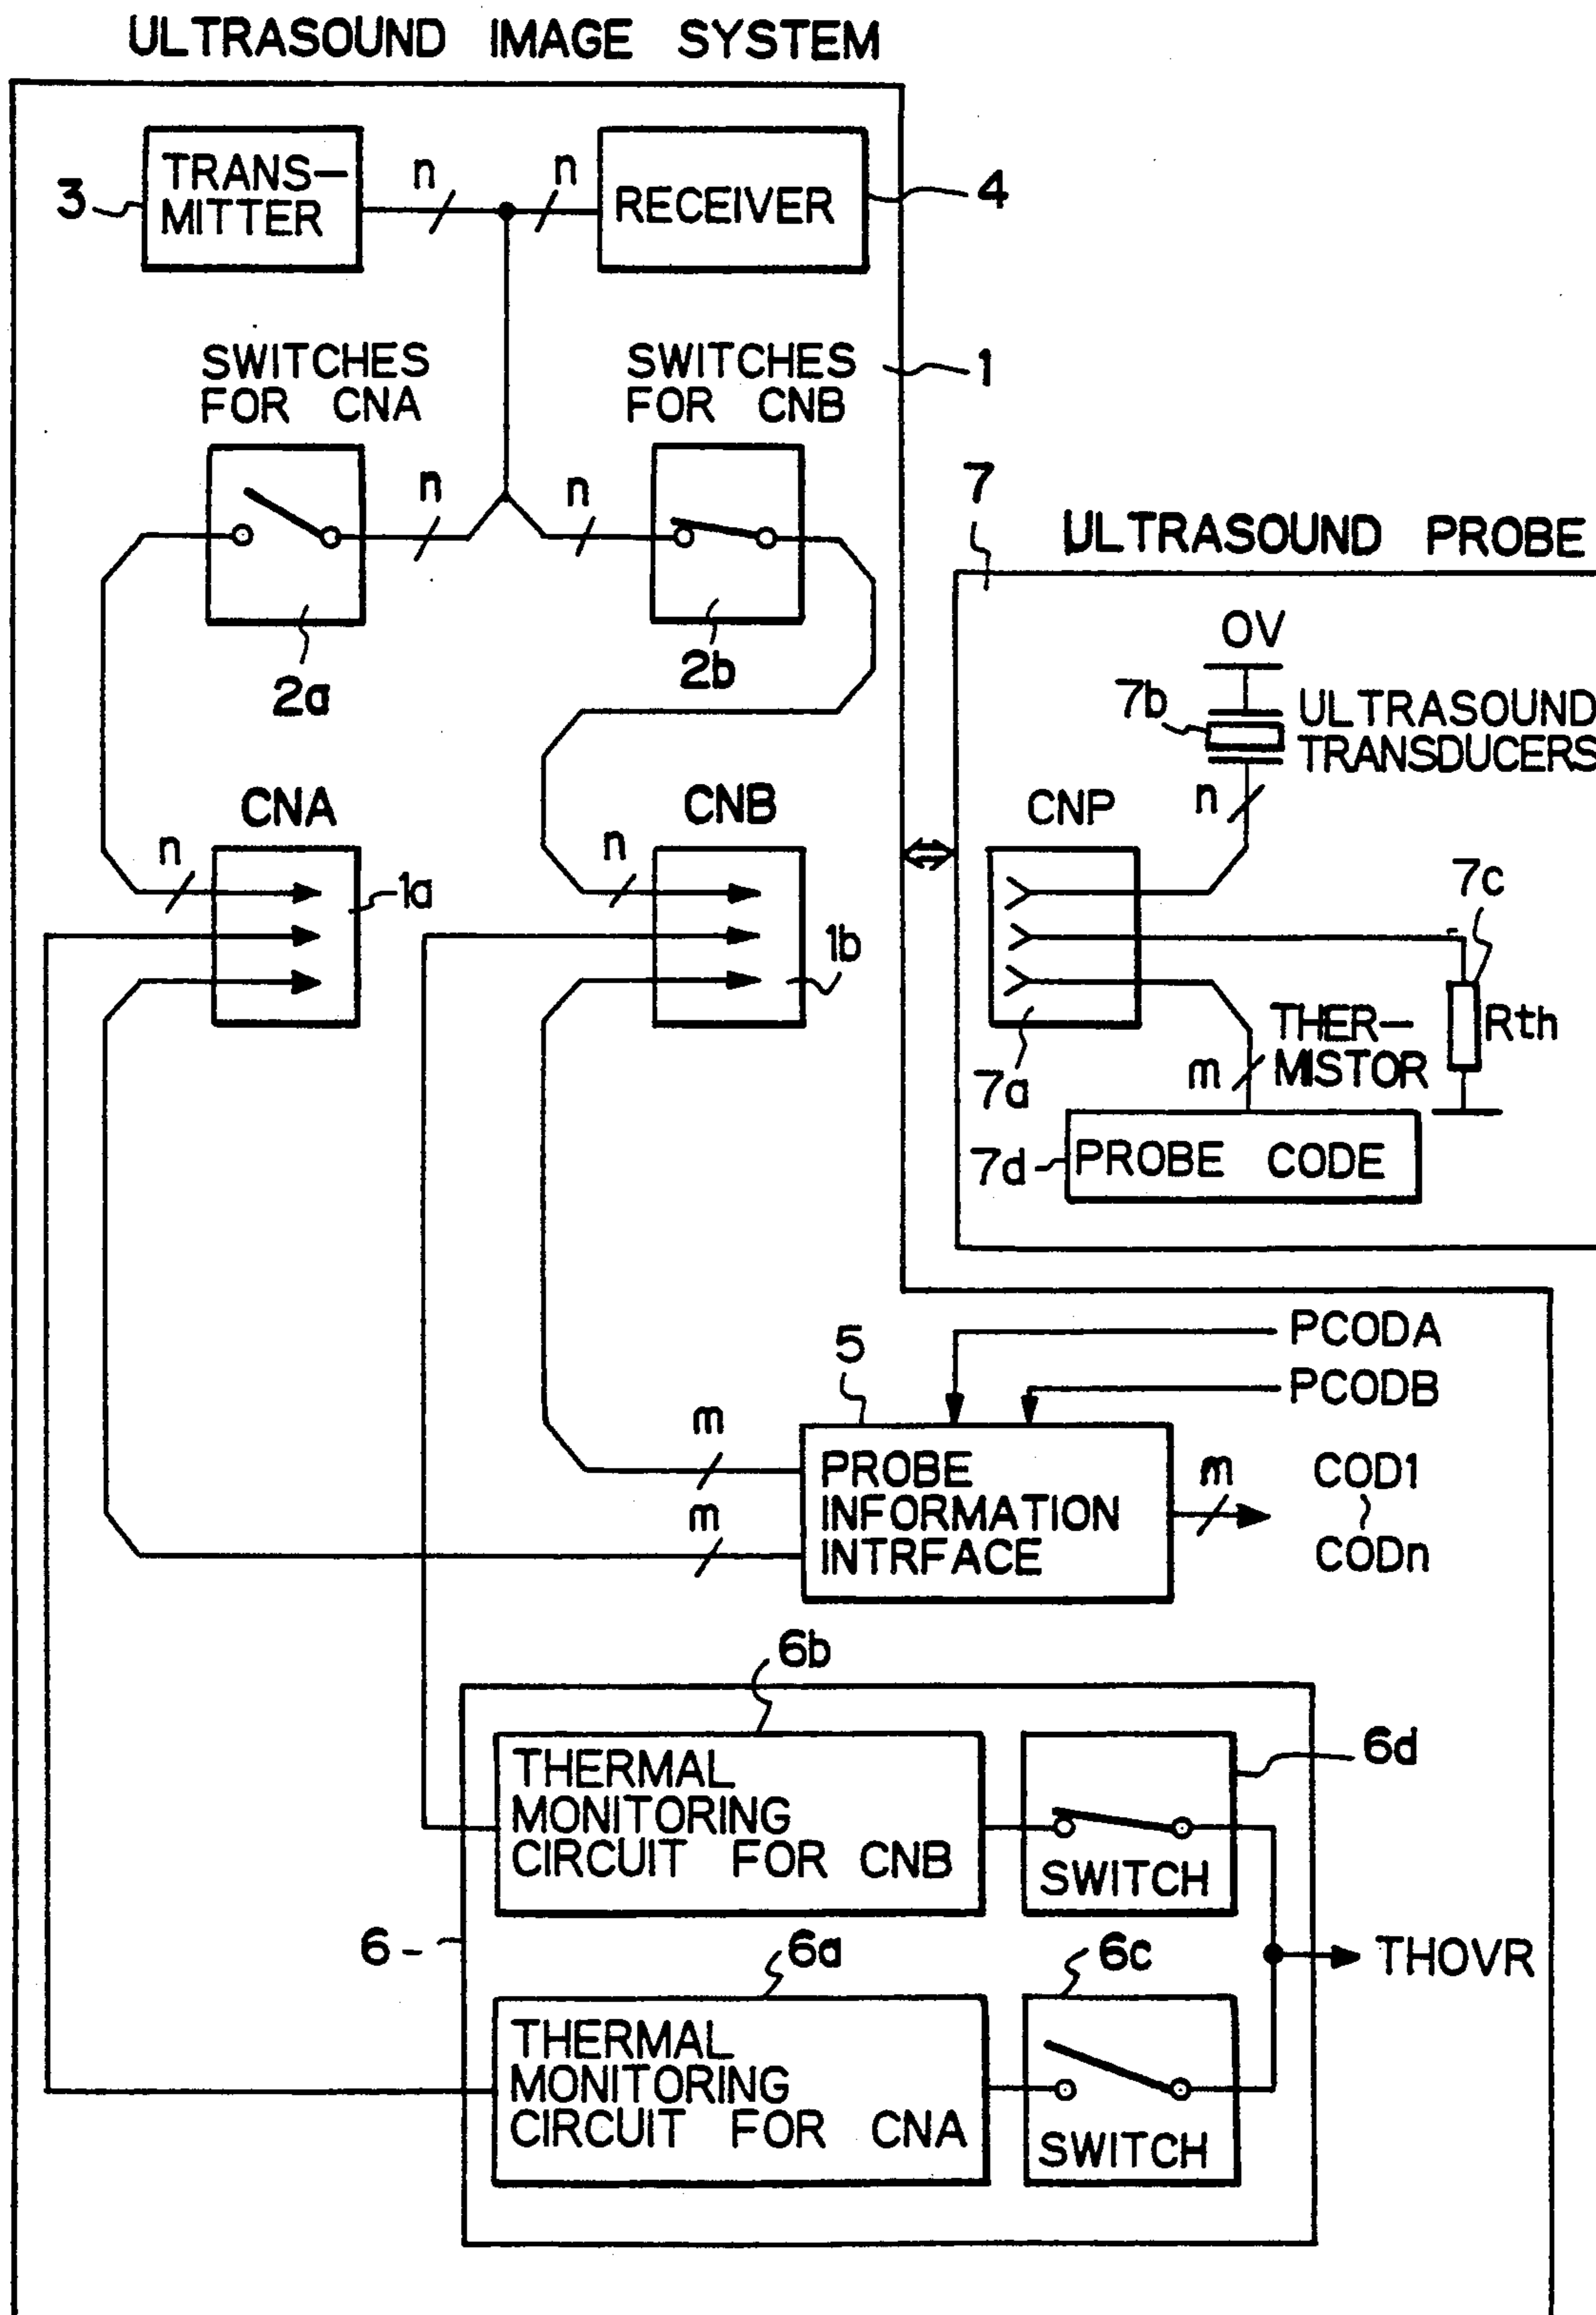 ULTRASOUND IMAGE SYSTEM
TRANS-
MITTER
3
n
n
RECEIVER
4
SWITCHES
FOR CNA
SWITCHES
FOR CNB
1
n
n
2a
2b
7
ULTRASOUND PROBE
0V
7b
ULTRASOUND
TRANSDUCERS
n
CNA
CNB
CNP
n
n
1a
1b
7c
THER-
MISTOR
Rth
7a
m
7d
PROBE CODE
PCODA
PCODB
5
m
m
PROBE
INFORMATION
INTRFACE
m
COD1
CODn
6b
THERMAL
MONITORING
CIRCUIT FOR CNB
SWITCH
6d
6
6a
6c
THOVR
THERMAL
MONITORING
CIRCUIT FOR CNA
SWITCH